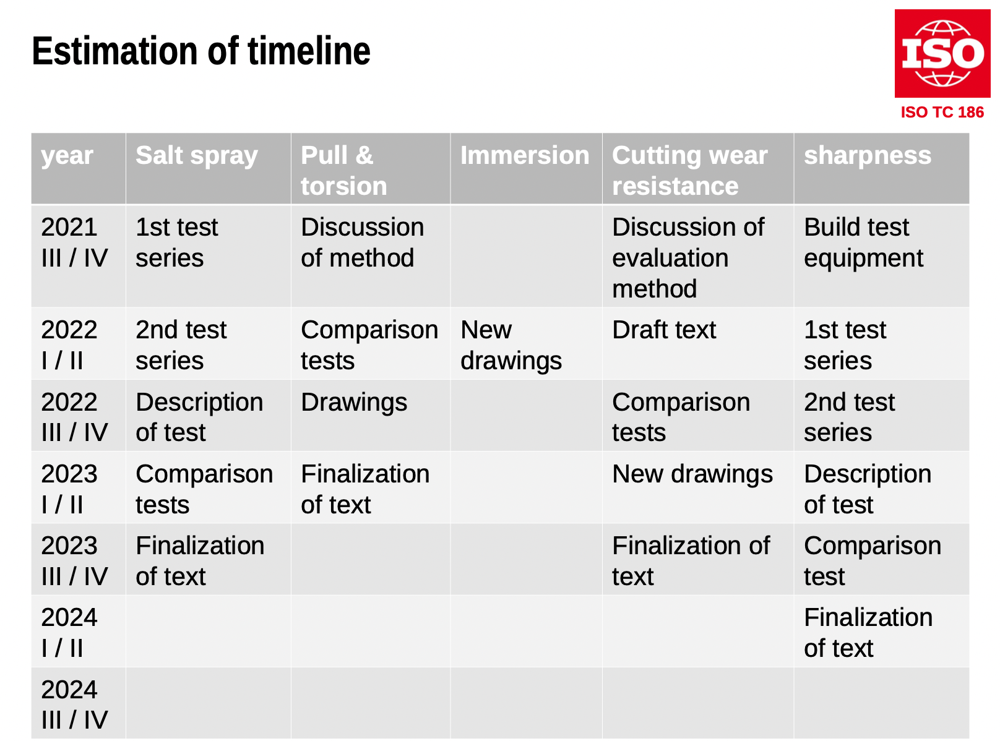 Estimation of timeline
ISO
ISO TC 186
year
Salt spray
Pull &
torsion
Immersion
Cutting wear
resistance
sharpness
2021
III / IV
1st test
series
Discussion
of method
Discussion of
evaluation
method
Build test
equipment
2022
I / II
2nd test
series
Comparison
tests
New
drawings
Draft text
1st test
series
2022
III / IV
Description
of test
Drawings
Comparison
tests
2nd test
series
2023
I / II
Comparison
tests
Finalization
of text
New drawings
Description
of test
2023
III / IV
Finalization
of text
Finalization of
text
Comparison
test
2024
I / II
Finalization
of text
2024
III / IV